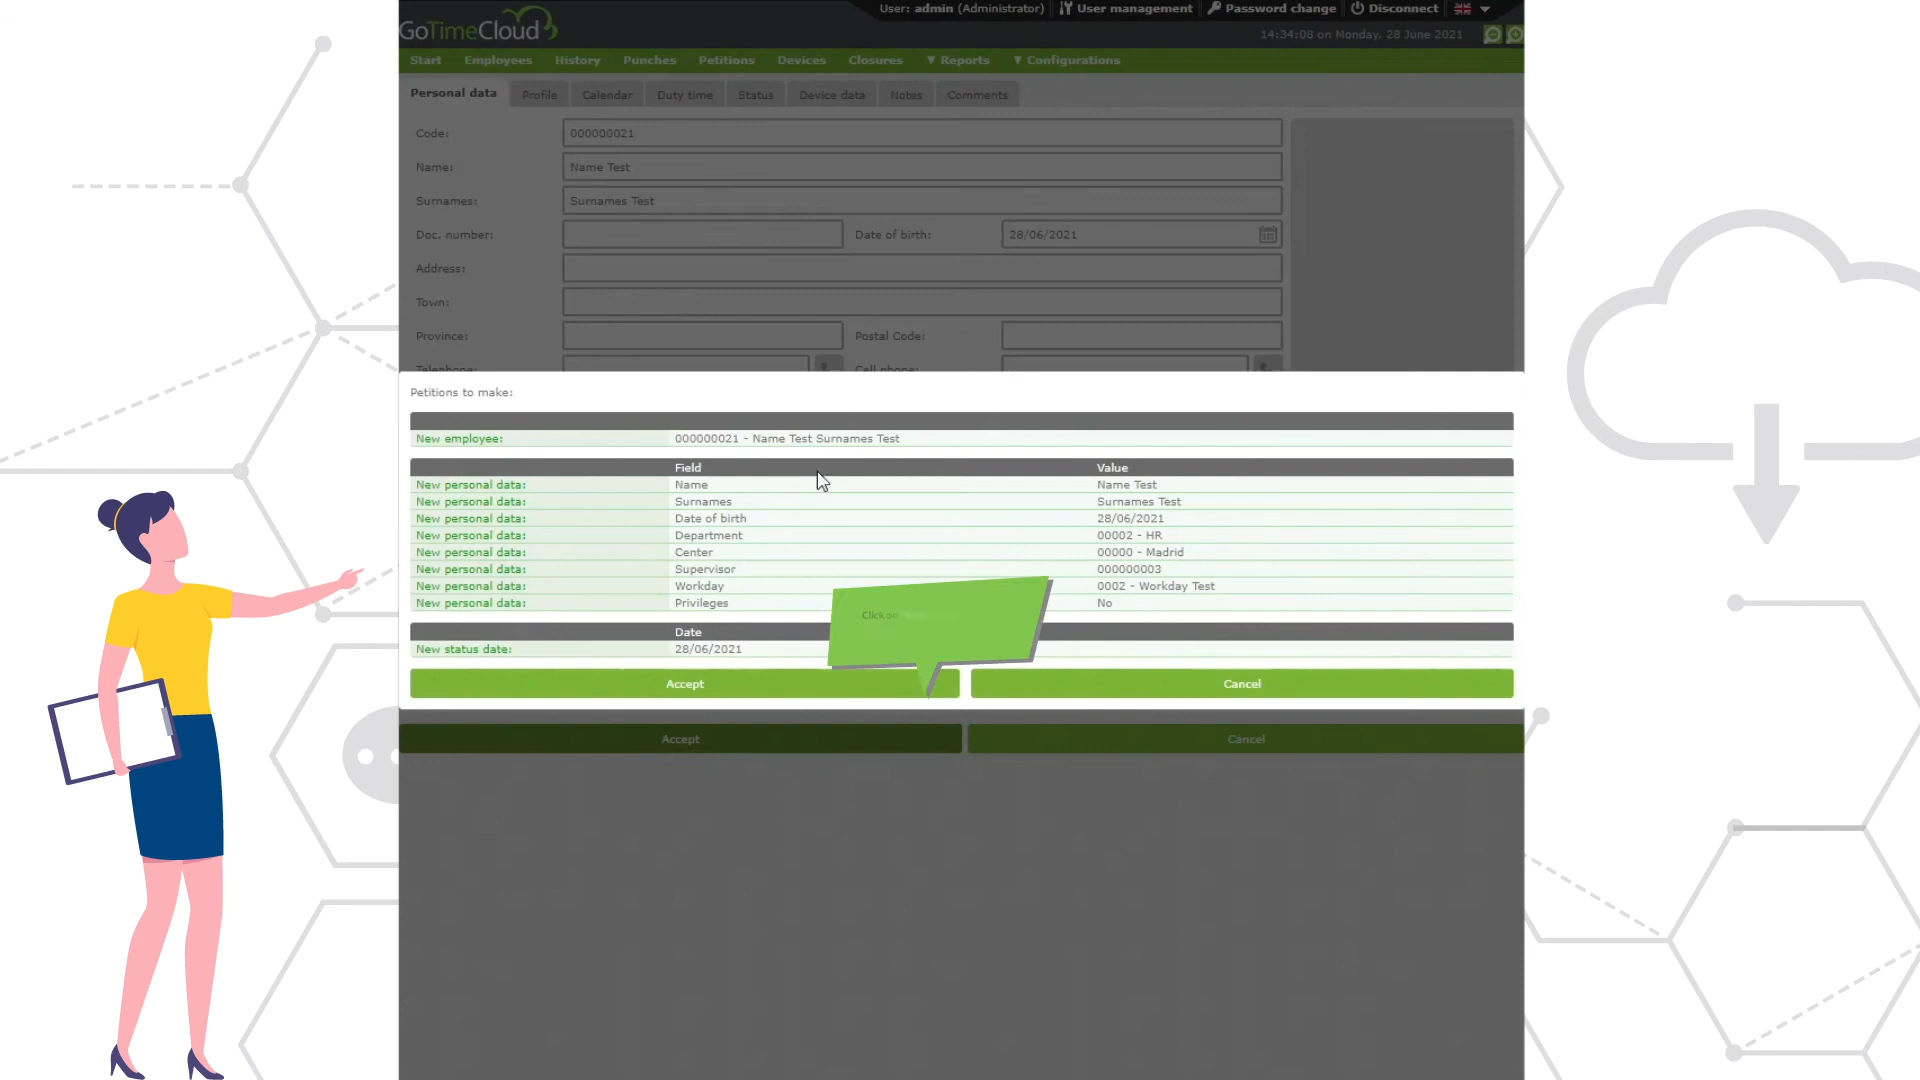 User: admin (Administrator) User management Password change Disconnect
GoTimeCloud
14:34:08 on Monday, 28 June 2021
Start Employees History Punches Petitions Devices Closures ▼ Reports ▼ Configurations
Personal data Profile Calendar Duty time Status Device data Notes Comments
Code: 000000021
Name: Name Test
Surnames: Surnames Test
Doc. number: Date of birth: 28/06/2021
Address:
Town:
Province: Postal Code:
Telephone: Cell phone:
Petitions to make:
New employee: 000000021 - Name Test Surnames Test
Field Value
New personal data: Name Name Test
New personal data: Surnames Surnames Test
New personal data: Date of birth 28/06/2021
New personal data: Department 00002 - HR
New personal data: Center 00000 - Madrid
New personal data: Supervisor 000000003
New personal data: Workday 0002 - Workday Test
New personal data: Privileges No
Click on
Date
New status date: 28/06/2021
Accept Cancel
Accept Cancel